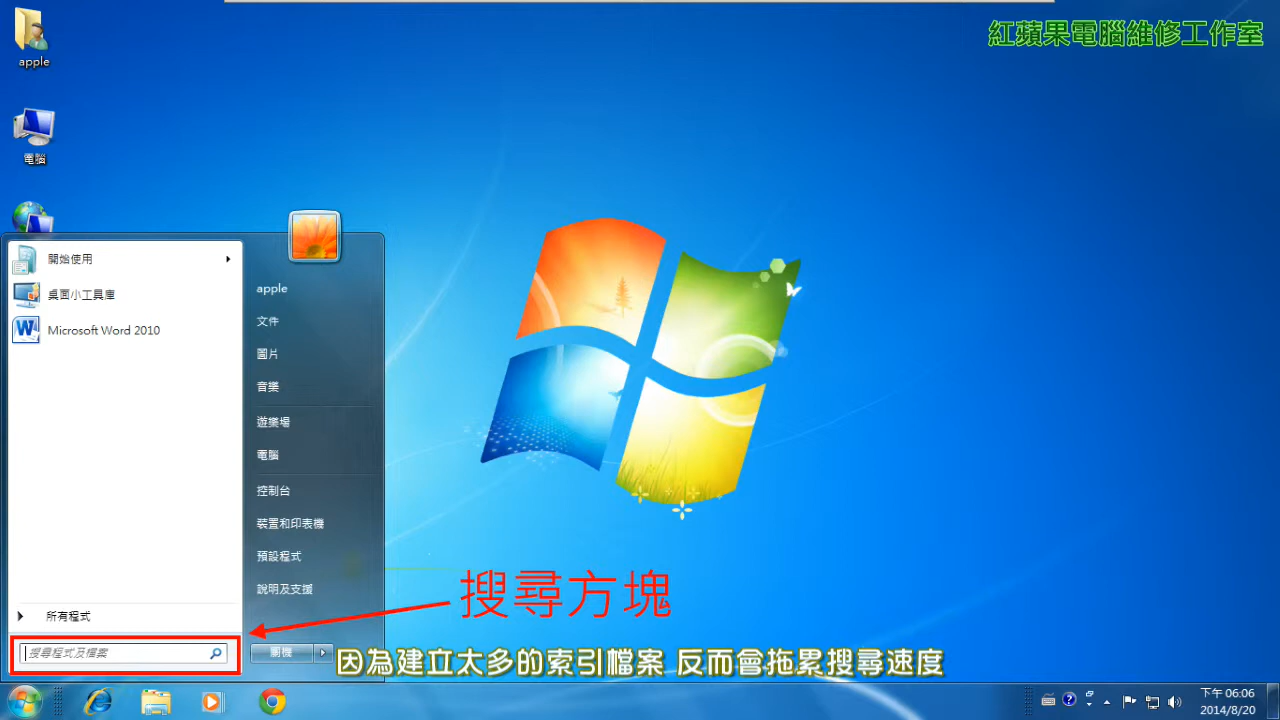 紅蘋果電腦維修工作室
apple
電腦
開始使用
桌面小工具庫
Microsoft Word 2010
所有程式
搜尋程式及檔案
apple
文件
圖片
音樂
遊樂場
電腦
控制台
裝置和印表機
預設程式
說明及支援
關機
搜尋方塊
因為建立太多的索引檔案 反而會拖累搜尋速度
下午 06:06
2014/8/20